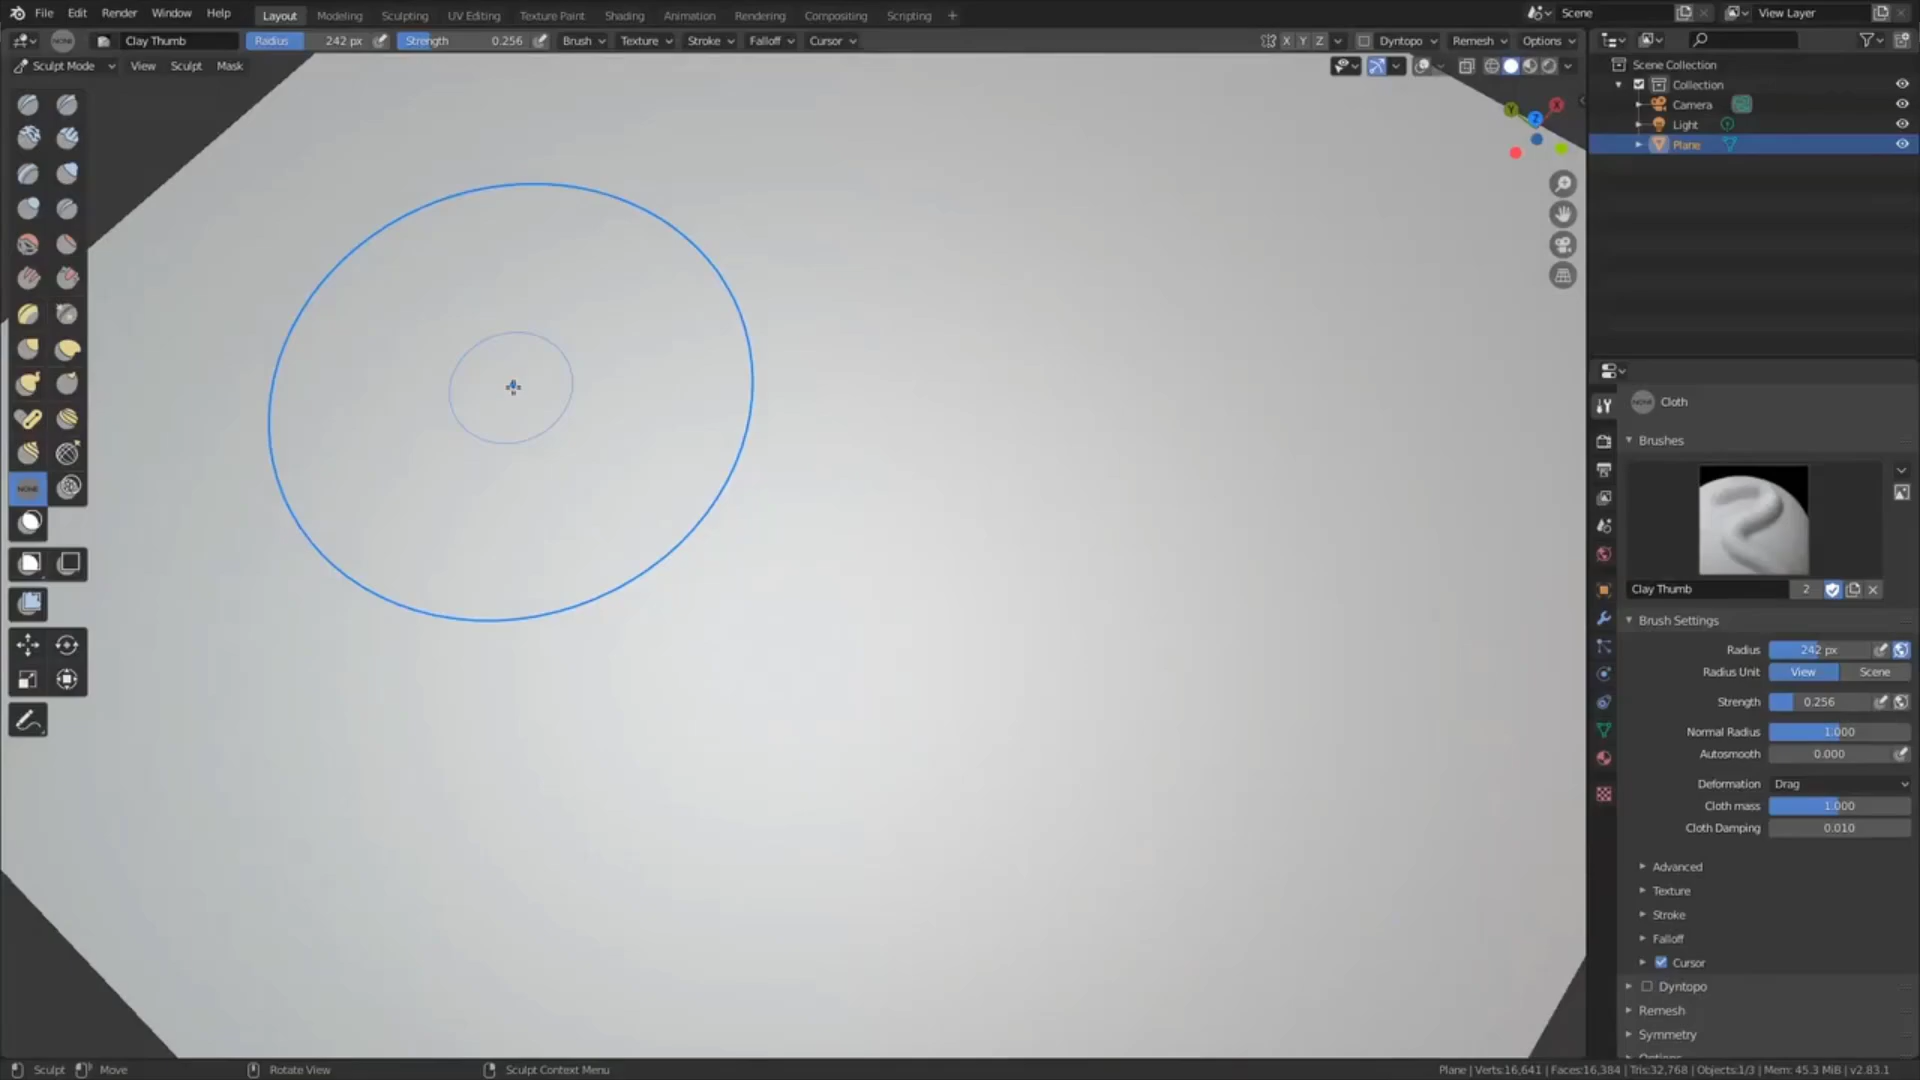 File Edit Render Window Help Layout Modeling Sculpting UV Editing Texture Paint Shading Animation Rendering Compositing Scripting + Scene View Layer
Clay Thumb Radius 242 px Strength 0.256 Brush Texture Stroke Falloff Cursor X Y Z Dyntopo Remesh Options
Sculpt Mode View Sculpt Mask
Scene Collection
Collection
Camera
Light
Plane
Y X Z
NONE
NONE Cloth
Brushes
Clay Thumb 2
Brush Settings
Radius 242 px
Radius Unit View Scene
Strength 0.256
Normal Radius 1.000
Autosmooth 0.000
Deformation Drag
Cloth mass 1.000
Cloth Damping 0.010
Advanced
Texture
Stroke
Falloff
Cursor
Dyntopo
Remesh
Symmetry
Options
Sculpt Move Rotate View Sculpt Context Menu Plane | Verts:16,641 | Faces:16,384 | Tris:32,768 | Objects:1/3 | Mem: 45.3 MiB | v2.83.1